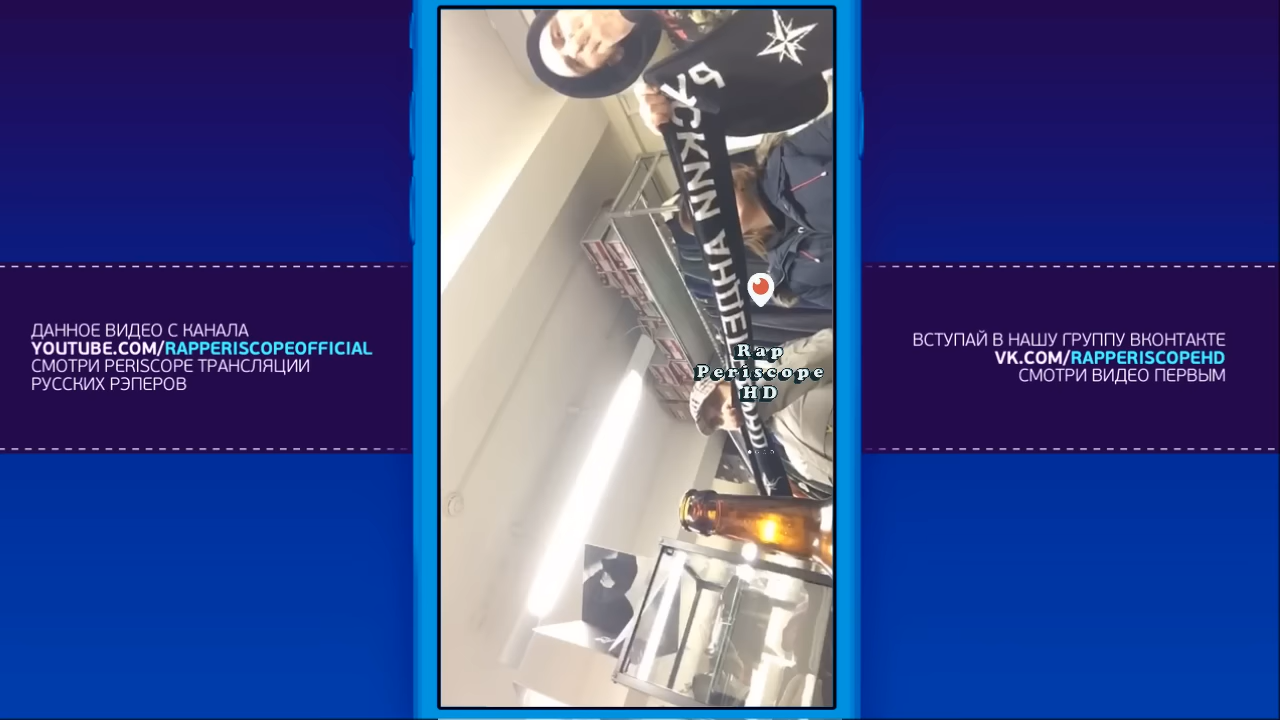 ДАННОЕ ВИДЕО С КАНАЛА
YOUTUBE.COM/RAPPERISCOPEOFFICIAL
СМОТРИ PERISCOPE ТРАНСЛЯЦИИ
РУССКИХ РЭПЕРОВ
Rap
Periscope
HD
ВСТУПАЙ В НАШУ ГРУППУ ВКОНТАКТЕ
VK.COM/RAPPERISCOPEHD
СМОТРИ ВИДЕО ПЕРВЫМ